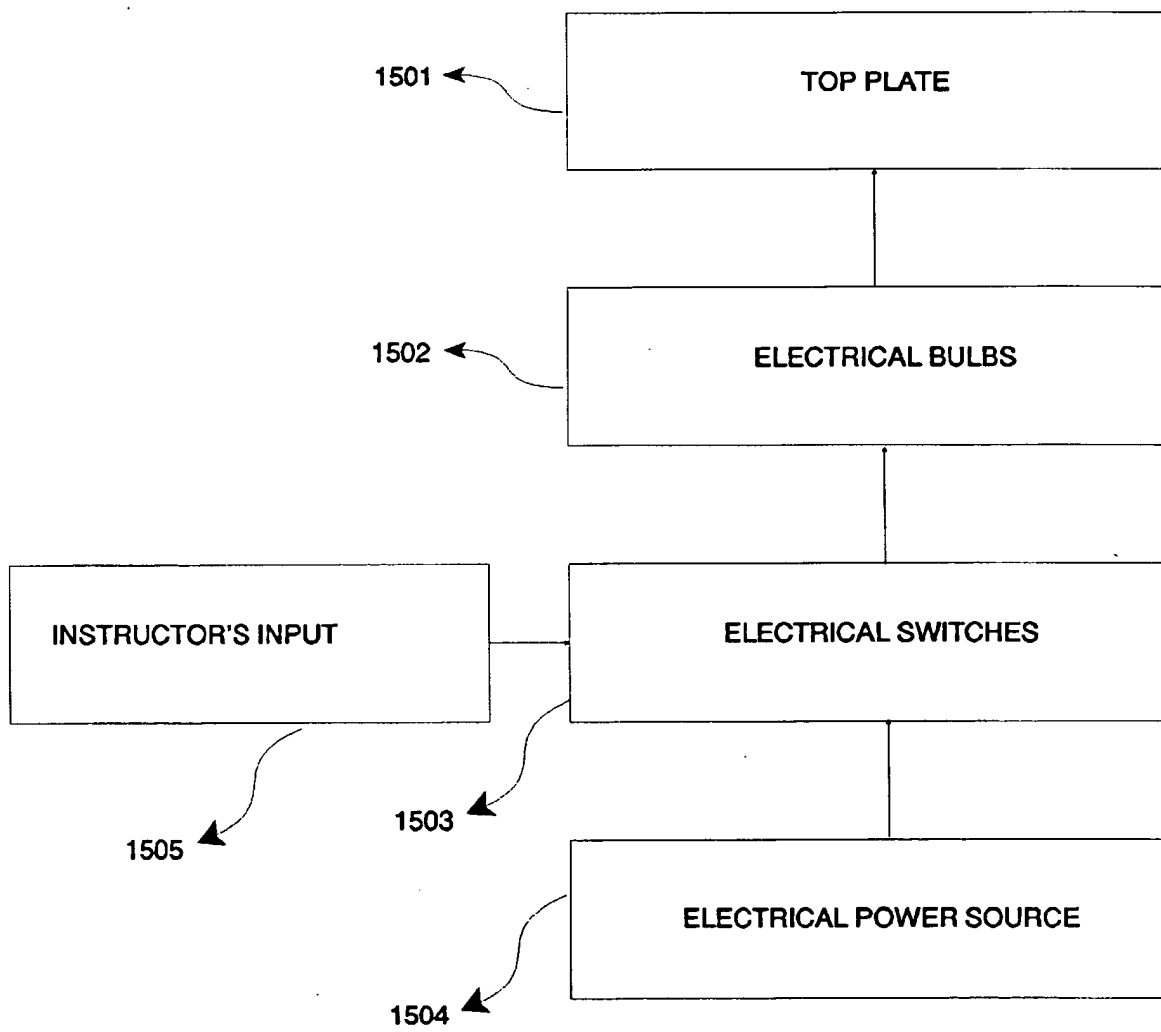 1501
TOP PLATE
1502
ELECTRICAL BULBS
INSTRUCTOR'S INPUT
ELECTRICAL SWITCHES
1503
1505
ELECTRICAL POWER SOURCE
1504